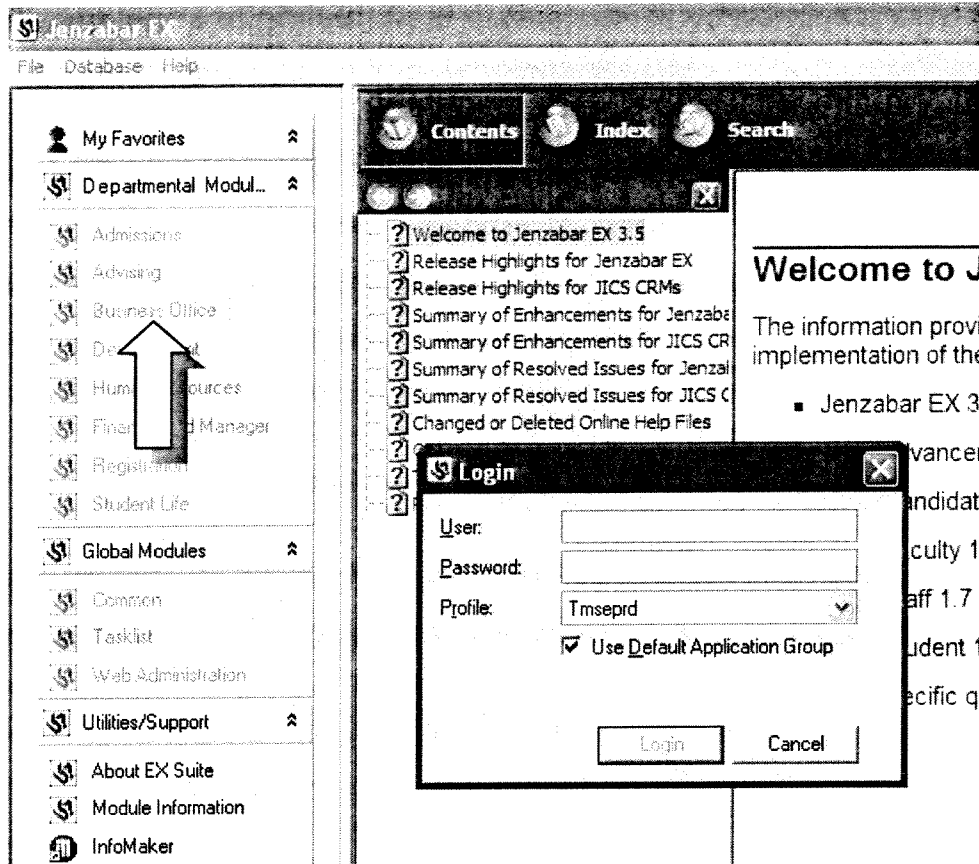 Jenzabar EX
File Database Help
My Favorites
Departmental Modul...
Admissions
Advising
Business Office
Human
ources
Manager
Registration
Student Life
Global Modules
Common
Tasklist
Web Administration
Utilities/Support
About EX Suite
Module Information
InfoMaker
Contents Index Search
Welcome to Jenzabar EX 3.5
Release Highlights for Jenzabar EX
Release Highlights for JICS CRMs
Summary of Enhancements for Jenzaba
Summary of Enhancements for JICS CR
Summary of Resolved Issues for Jenzal
Summary of Resolved Issues for JICS C
Changed or Deleted Online Help Files
Welcome to J
The information provi
implementation of the
▪ Jenzabar EX 3
vancer
andidat
culty 1
aff 1.7
udent 1
ecific q
Login
User:
Password:
Profile: Tmseprd
Use Default Application Group
Login Cancel